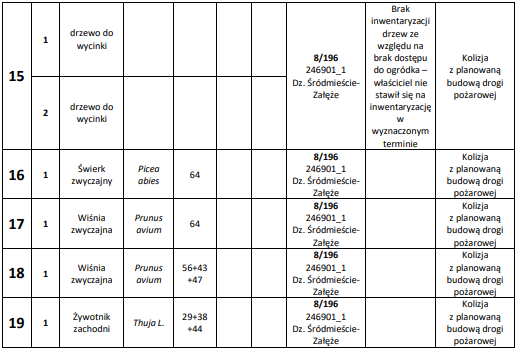 15
1
drzewo do
wycinki
8/196
246901_1
Dz. Śródmieście-
Załęże
Brak
inwentaryzacji
drzew ze
względu na
brak dostępu
do ogródka –
właściciel nie
stawił się na
inwentaryzację
w
wyznaczonym
terminie
Kolizja
z planowaną
budową drogi
pożarowej
2
drzewo do
wycinki
16
1
Świerk
zwyczajny
Picea
abies
64
8/196
246901_1
Dz. Śródmieście-
Załęże
Kolizja
z planowaną
budową drogi
pożarowej
17
1
Wiśnia
zwyczajna
Prunus
avium
64
8/196
246901_1
Dz. Śródmieście-
Załęże
Kolizja
z planowaną
budową drogi
pożarowej
18
1
Wiśnia
zwyczajna
Prunus
avium
56+43
+47
8/196
246901_1
Dz. Śródmieście-
Załęże
Kolizja
z planowaną
budową drogi
pożarowej
19
1
Żywotnik
zachodni
Thuja L.
29+38
+44
8/196
246901_1
Dz. Śródmieście-
Załęże
Kolizja
z planowaną
budową drogi
pożarowej